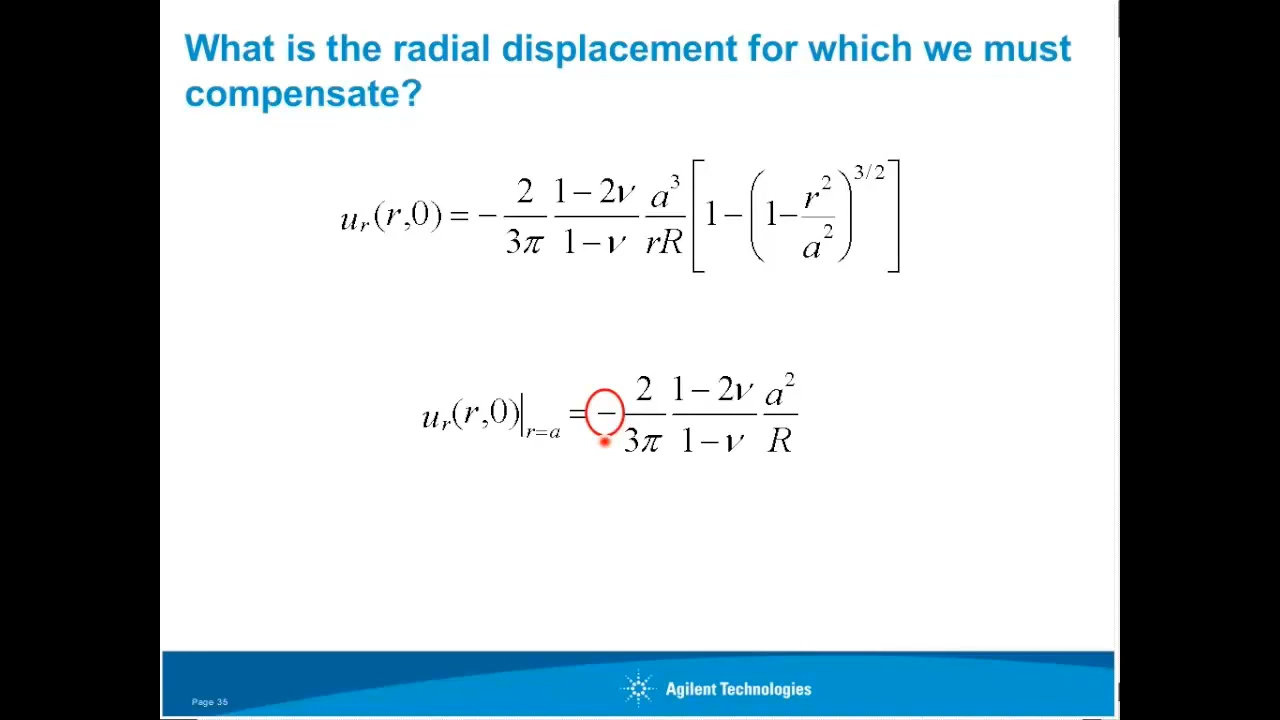 What is the radial displacement for which we must
compensate?
u_r(r,0) = − 2/3π (1−2ν)/(1−ν) a³/rR [1−(1−r²/a²)^{3/2}]
u_r(r,0)|_{r=a} = − 2/3π (1−2ν)/(1−ν) a²/R
Page 35
Agilent Technologies